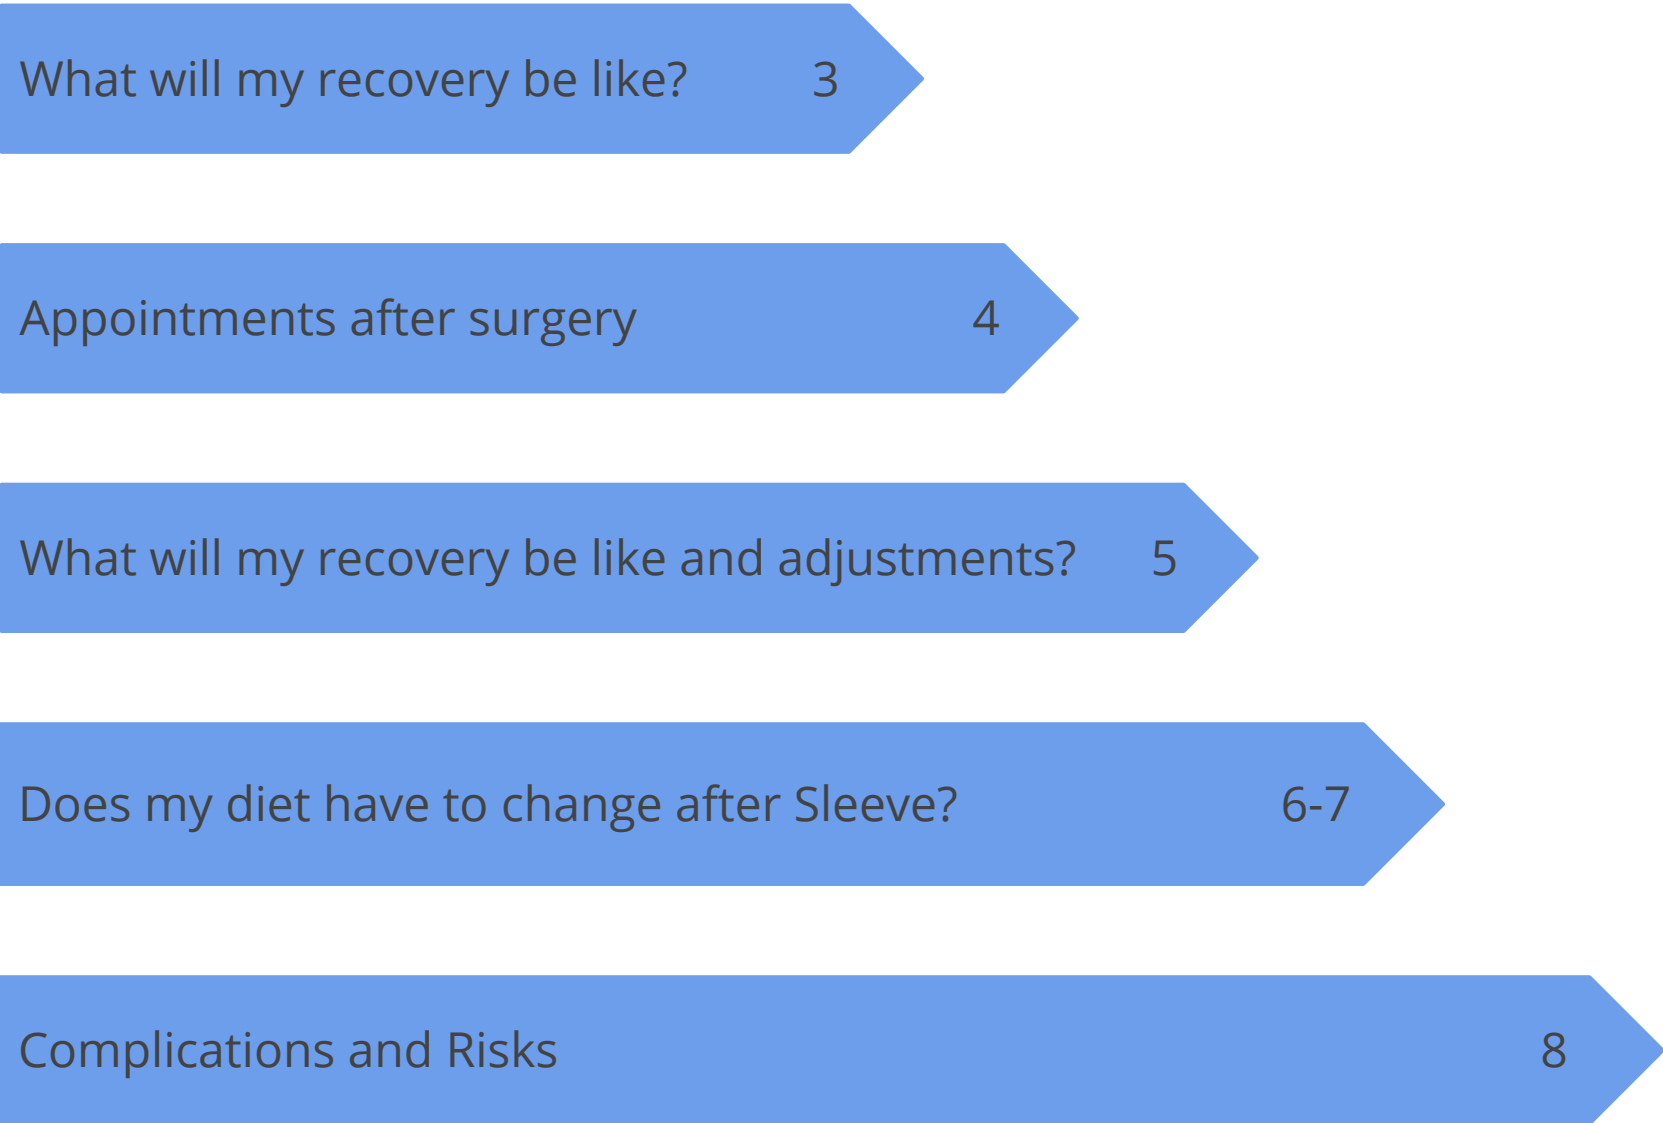 What will my recovery be like? 3
Appointments after surgery 4
What will my recovery be like and adjustments? 5
Does my diet have to change after Sleeve? 6-7
Complications and Risks 8